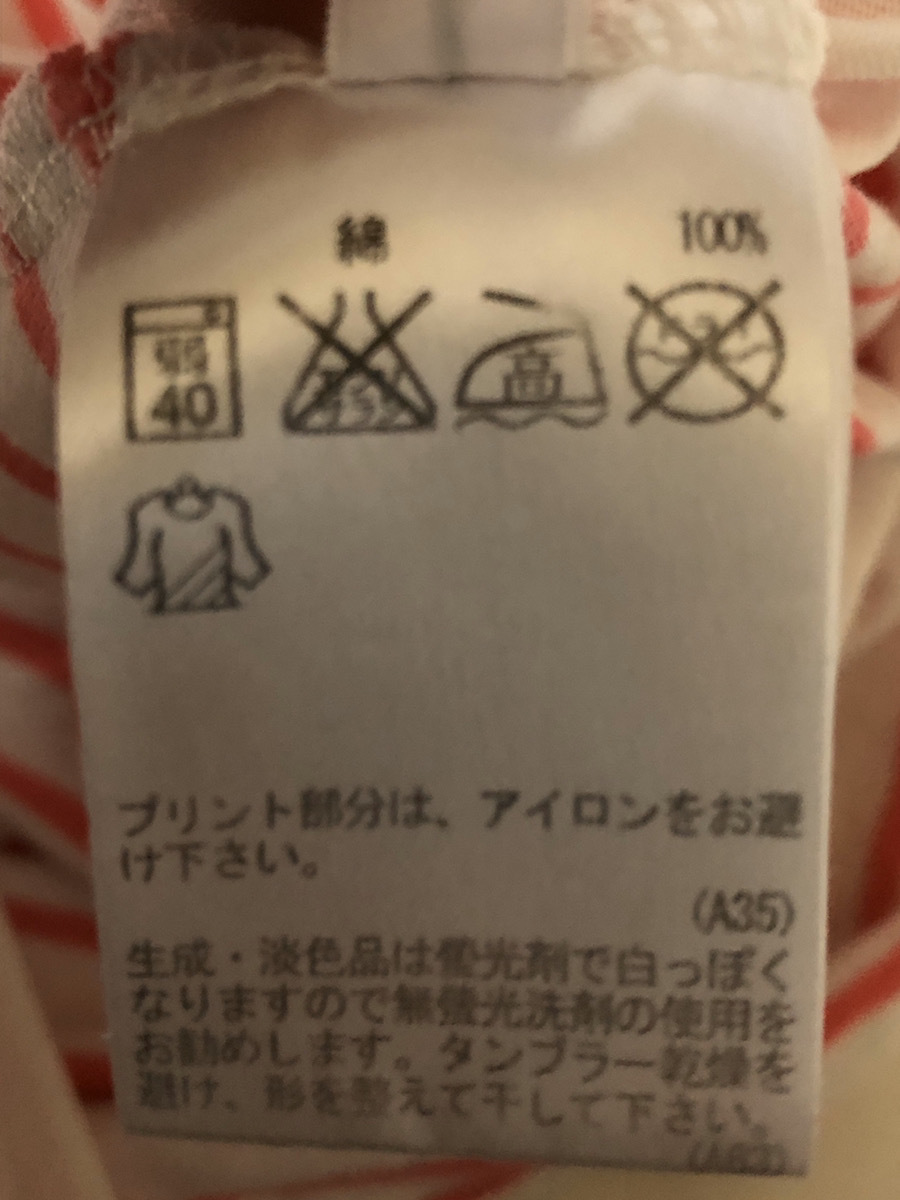 綿 100%
弱
40
高
プリント部分は、アイロンをお避
け下さい。
(A35)
生成・淡色品は螢光剤で白っぽく
なりますので無螢光洗剤の使用を
お勧めします。タンブラー乾燥を
避け、形を整えて干して下さい。